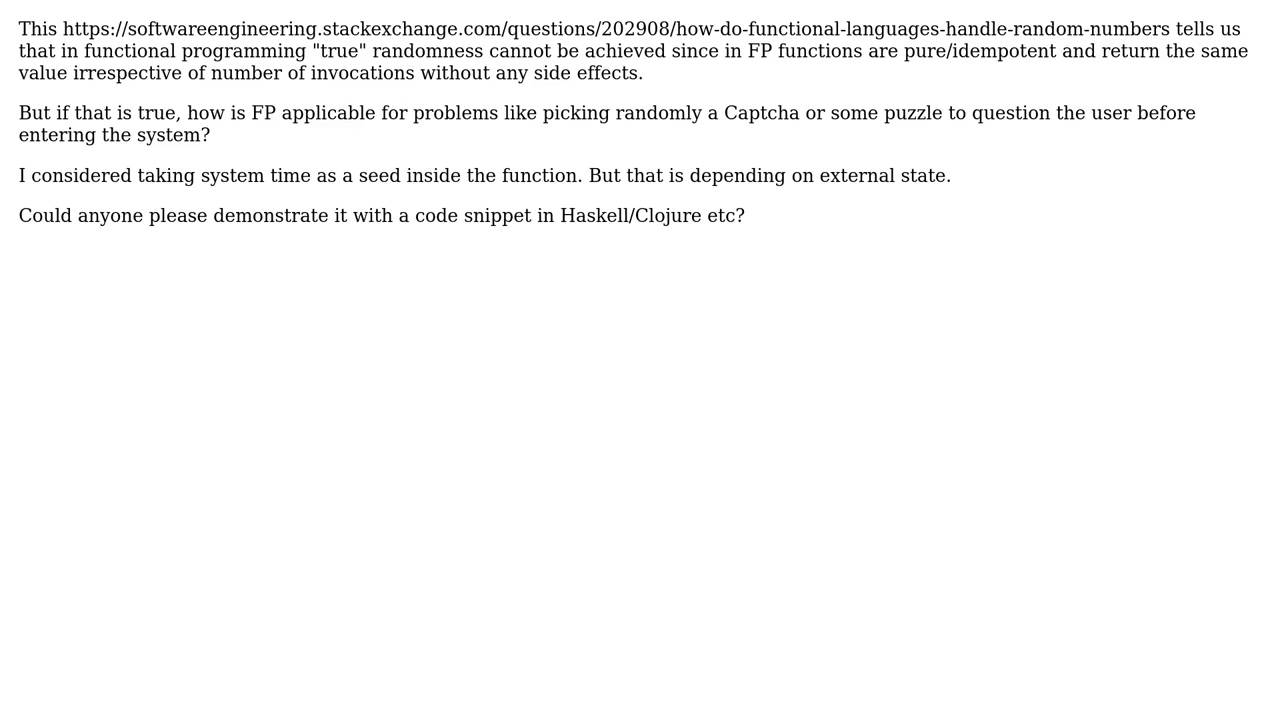 This https://softwareengineering.stackexchange.com/questions/202908/how-do-functional-languages-handle-random-numbers tells us
that in functional programming "true" randomness cannot be achieved since in FP functions are pure/idempotent and return the same
value irrespective of number of invocations without any side effects.
But if that is true, how is FP applicable for problems like picking randomly a Captcha or some puzzle to question the user before
entering the system?
I considered taking system time as a seed inside the function. But that is depending on external state.
Could anyone please demonstrate it with a code snippet in Haskell/Clojure etc?